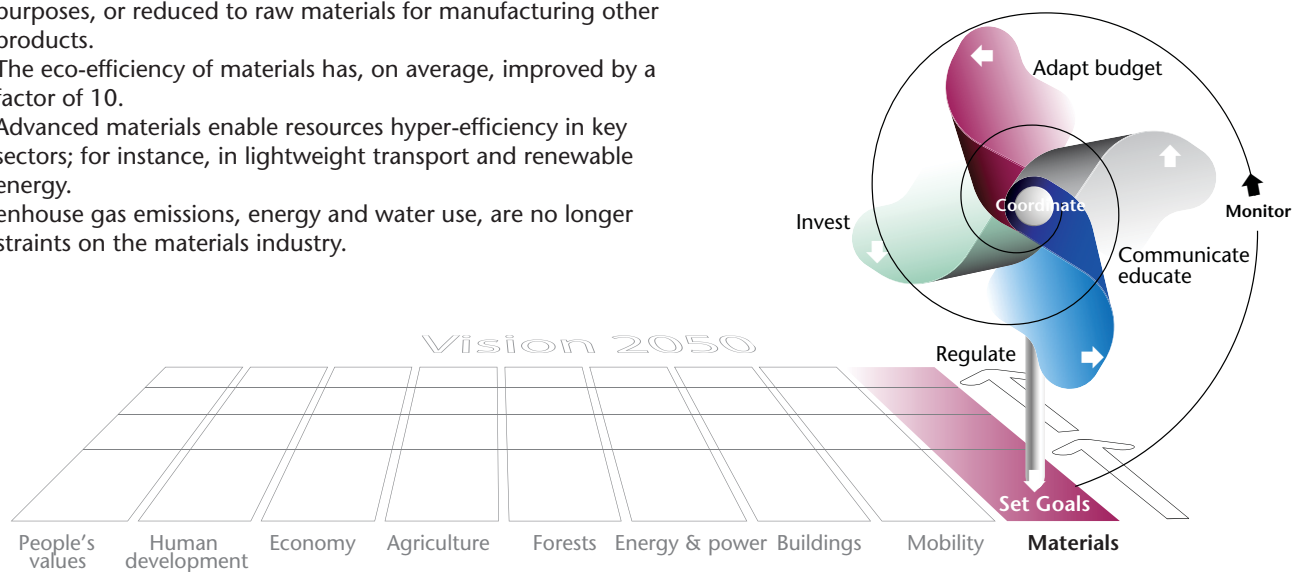 purposes, or reduced to raw materials for manufacturing other
products.
The eco-efficiency of materials has, on average, improved by a
factor of 10.
Advanced materials enable resources hyper-efficiency in key
sectors; for instance, in lightweight transport and renewable
energy.
enhouse gas emissions, energy and water use, are no longer
straints on the materials industry.
Adapt budget
Coordinate
Monitor
Invest
Communicate
educate
Vision 2050
Regulate
Set Goals
People's
values
Human
development
Economy
Agriculture
Forests
Energy & power
Buildings
Mobility
Materials